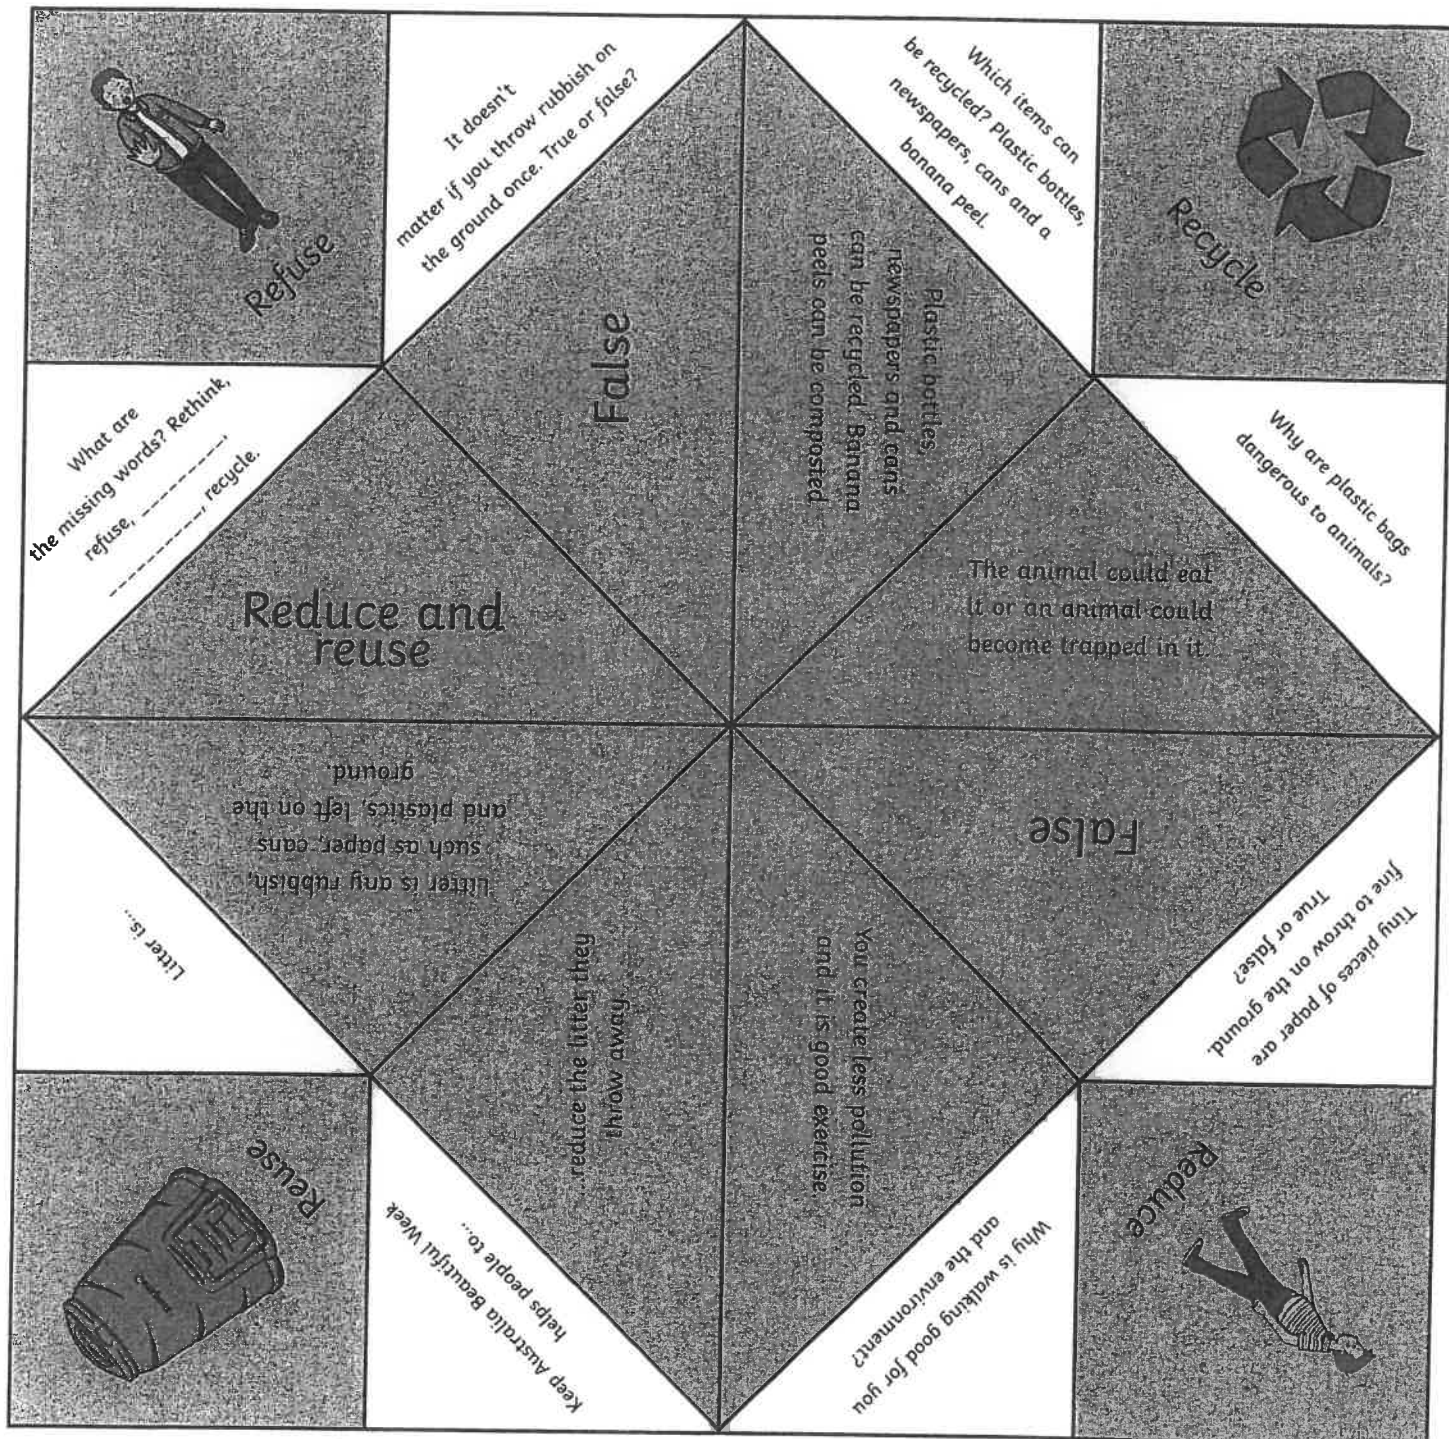 Refuse
It doesn't
matter if you throw rubbish on
the ground once. True or false?
Which items can
be recycled? Plastic bottles,
newspapers, cans and a
banana peel.
Recycle
What are
the missing words? Rethink,
refuse, _ _ _ _ _ _ _,
_ _ _ _ _ _ _, recycle.
False
Plastic bottles,
newspapers and cans
can be recycled. Banana
peels can be composted.
Why are plastic bags
dangerous to animals?
Reduce and
reuse
The animal could eat
it or an animal could
become trapped in it.
Litter is any rubbish,
such as paper, cans
and plastics, left on the
ground.
False
Litter is...
...reduce the litter they
throw away.
You create less pollution
and it is good exercise.
Tiny pieces of paper are
fine to throw on the ground.
True or false?
Reuse
Keep Australia Beautiful Week
helps people to...
Why is walking good for you
and the environment?
Reduce